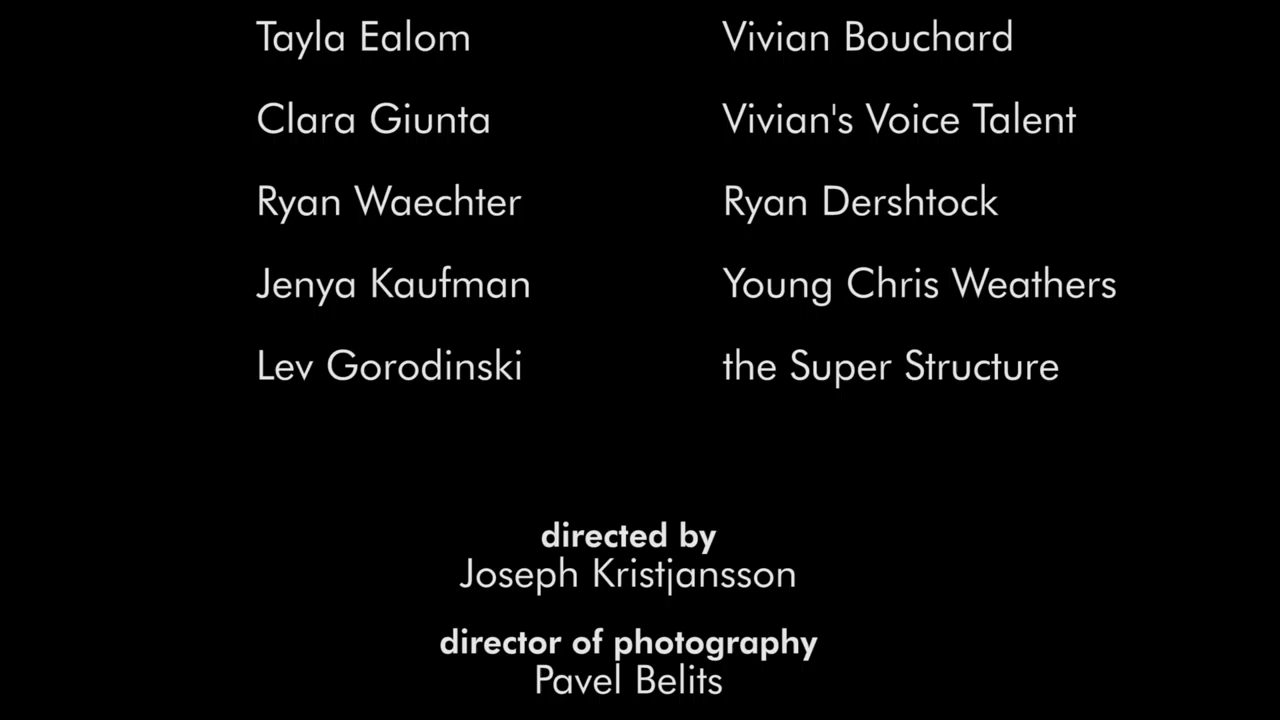 Tayla Ealom Vivian Bouchard
Clara Giunta Vivian's Voice Talent
Ryan Waechter Ryan Dershtock
Jenya Kaufman Young Chris Weathers
Lev Gorodinski the Super Structure
directed by
Joseph Kristjansson
director of photography
Pavel Belits